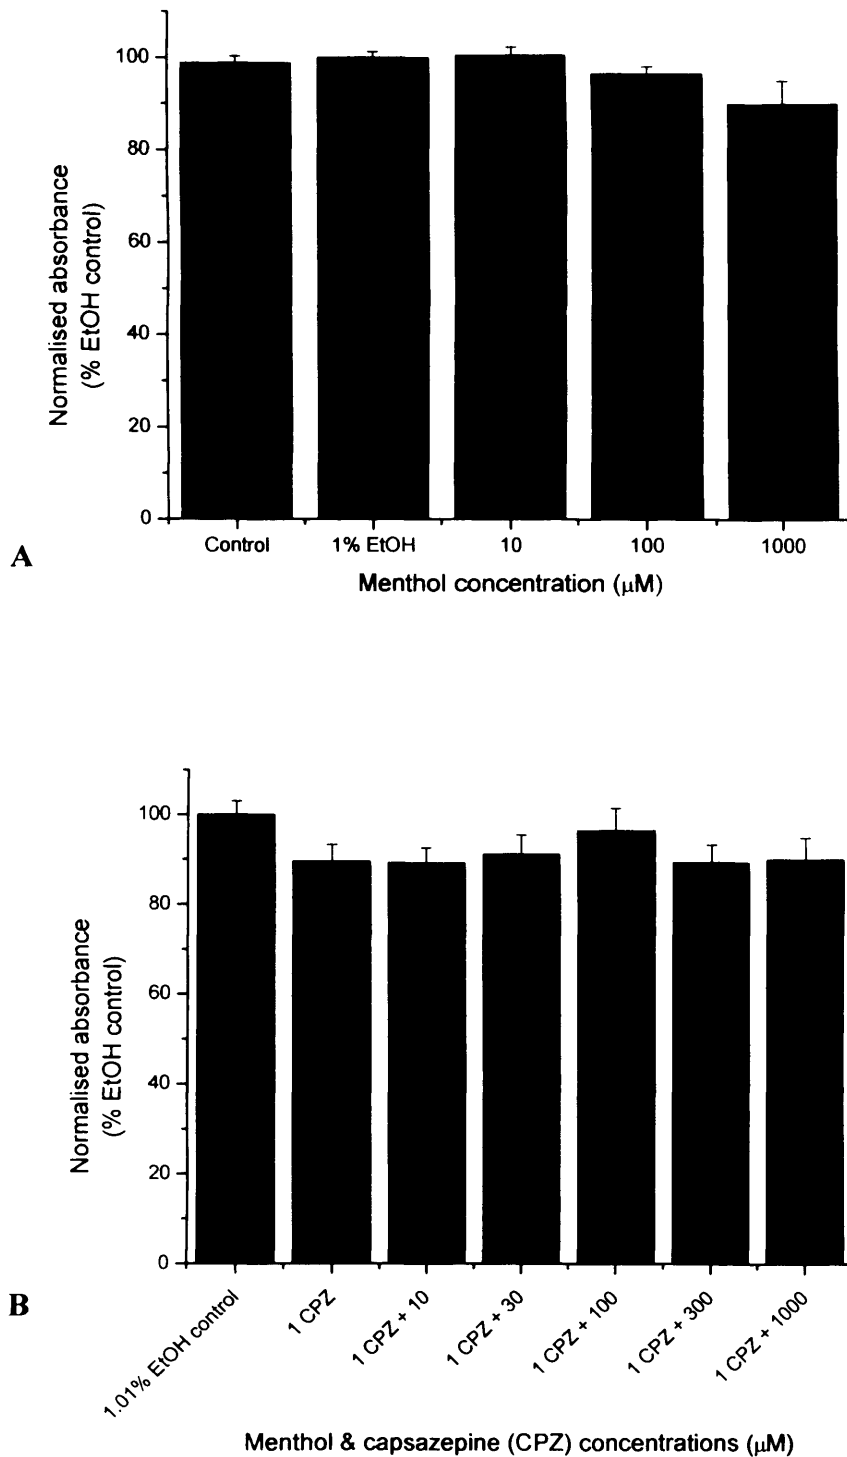 100
80
60
40
20
0
Normalised absorbance
(% EtOH control)
Control 1% EtOH 10 100 1000
Menthol concentration (μM)
A
100
80
60
40
20
0
Normalised absorbance
(% EtOH control)
1.01% EtOH control
1 CPZ
1 CPZ + 10
1 CPZ + 30
1 CPZ + 100
1 CPZ + 300
1 CPZ + 1000
B
Menthol & capsazepine (CPZ) concentrations (μM)